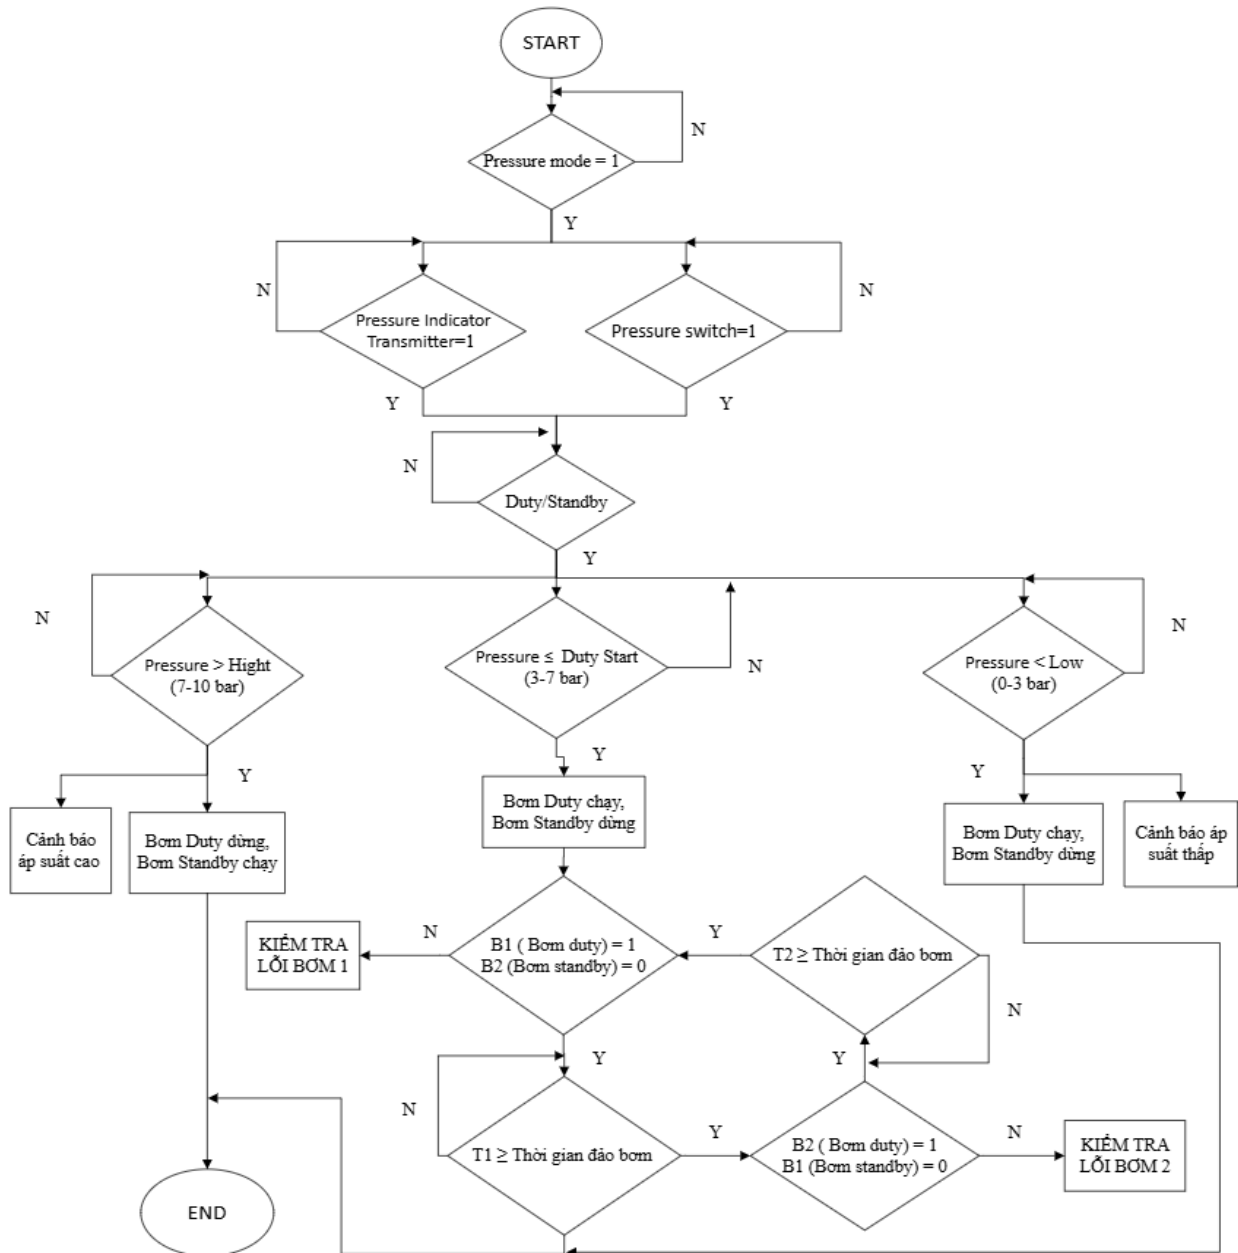 START
N
Pressure mode = 1
Y
N
Pressure Indicator
Transmitter=1
Pressure switch=1
N
Y
Y
N
Duty/Standby
Y
N
Pressure > Hight
(7-10 bar)
Pressure ≤ Duty Start
(3-7 bar)
N
Pressure < Low
(0-3 bar)
N
Y
Y
Y
Cảnh báo
áp suất cao
Bơm Duty dừng,
Bơm Standby chạy
Bơm Duty chạy,
Bơm Standby dừng
Bơm Duty chạy,
Bơm Standby dừng
Cảnh báo áp
suất thấp
KIỂM TRA
LỖI BƠM 1
N
B1 ( Bơm duty) = 1
B2 (Bơm standby) = 0
Y
T2 ≥ Thời gian đảo bơm
N
Y
Y
N
T1 ≥ Thời gian đảo bơm
Y
B2 ( Bơm duty) = 1
B1 (Bơm standby) = 0
N
KIỂM TRA
LỖI BƠM 2
END